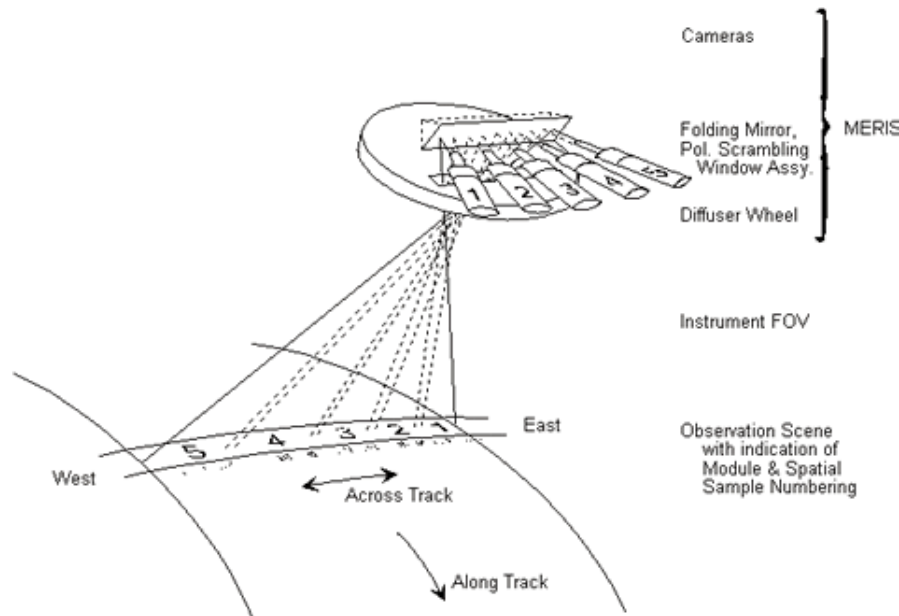 Cameras
MERIS
Folding Mirror,
Pol. Scrambling
Window Assy.
1
2
3
4
5
Diffuser Wheel
Instrument FOV
East
5
4
3
2
1
West
Across Track
Observation Scene
with indication of
Module & Spatial
Sample Numbering
Along Track